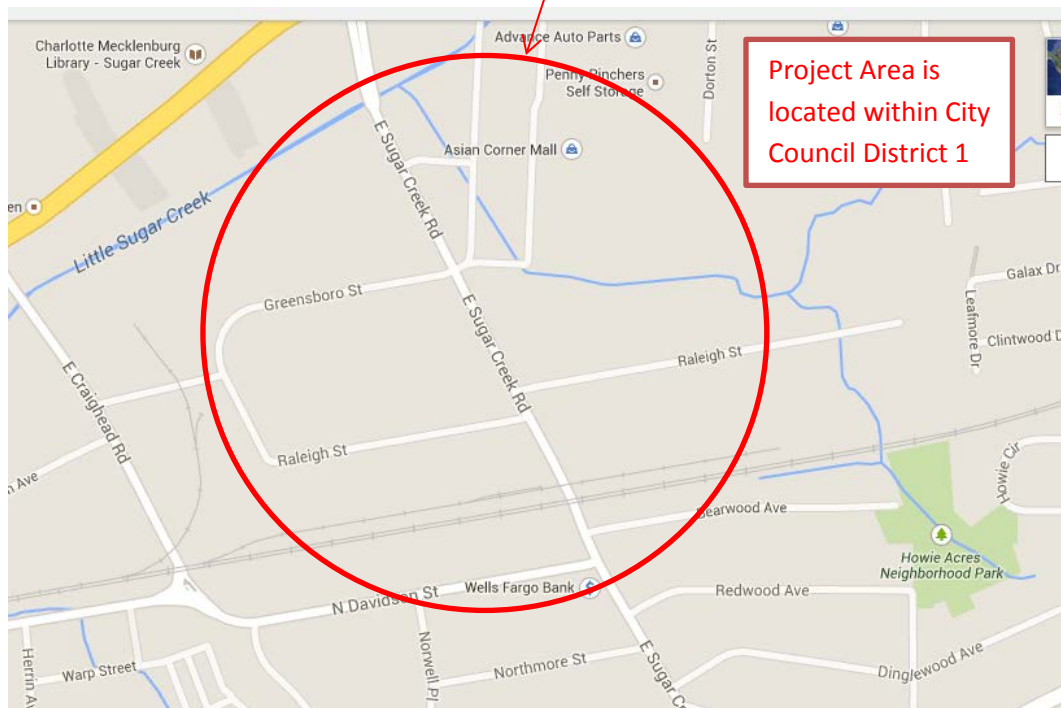 Charlotte Mecklenburg
Library - Sugar Creek
Advance Auto Parts
Penny Pinchers
Self Storage
Dorton St
Project Area is
located within City
Council District 1
Asian Corner Mall
E Sugar Creek Rd
en
Little Sugar Creek
Greensboro St
E Sugar Creek Rd
Galax Dr
Leafmore Dr
Clintwood D
Raleigh St
E Craighead Rd
Raleigh St
Howie Cir
n Ave
Bearwood Ave
Howie Acres
Neighborhood Park
Wells Fargo Bank
Redwood Ave
N Davidson St
Norwell Pl
Northmore St
E Sugar C
Dinglewood Ave
Herrin A
Warp Street